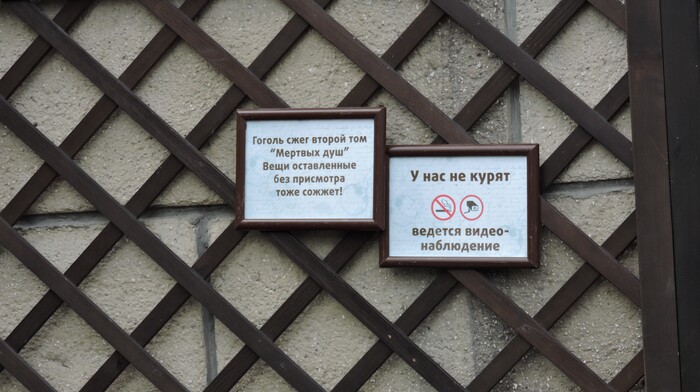 Гоголь сжег второй том
“Мертвых душ”
Вещи оставленные
без присмотра
тоже сожжет!
У нас не курят
ведется видео-
наблюдение